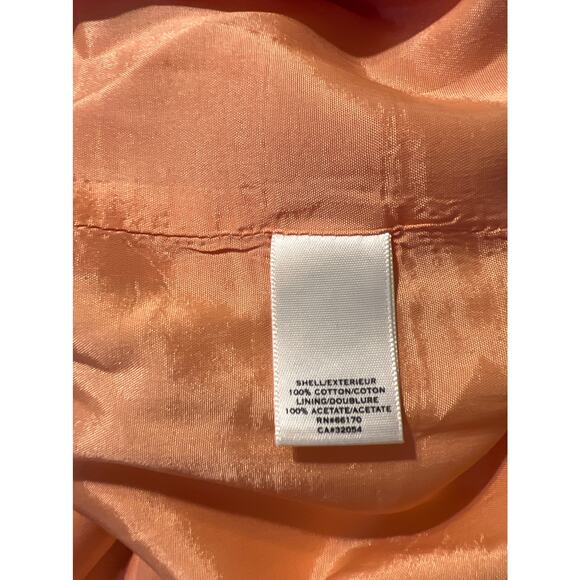 SHELL/EXTERIEUR
100% COTTON/COTON
LINING/DOUBLURE
100% ACETATE/ACETATE
RN#66170
CA#32054